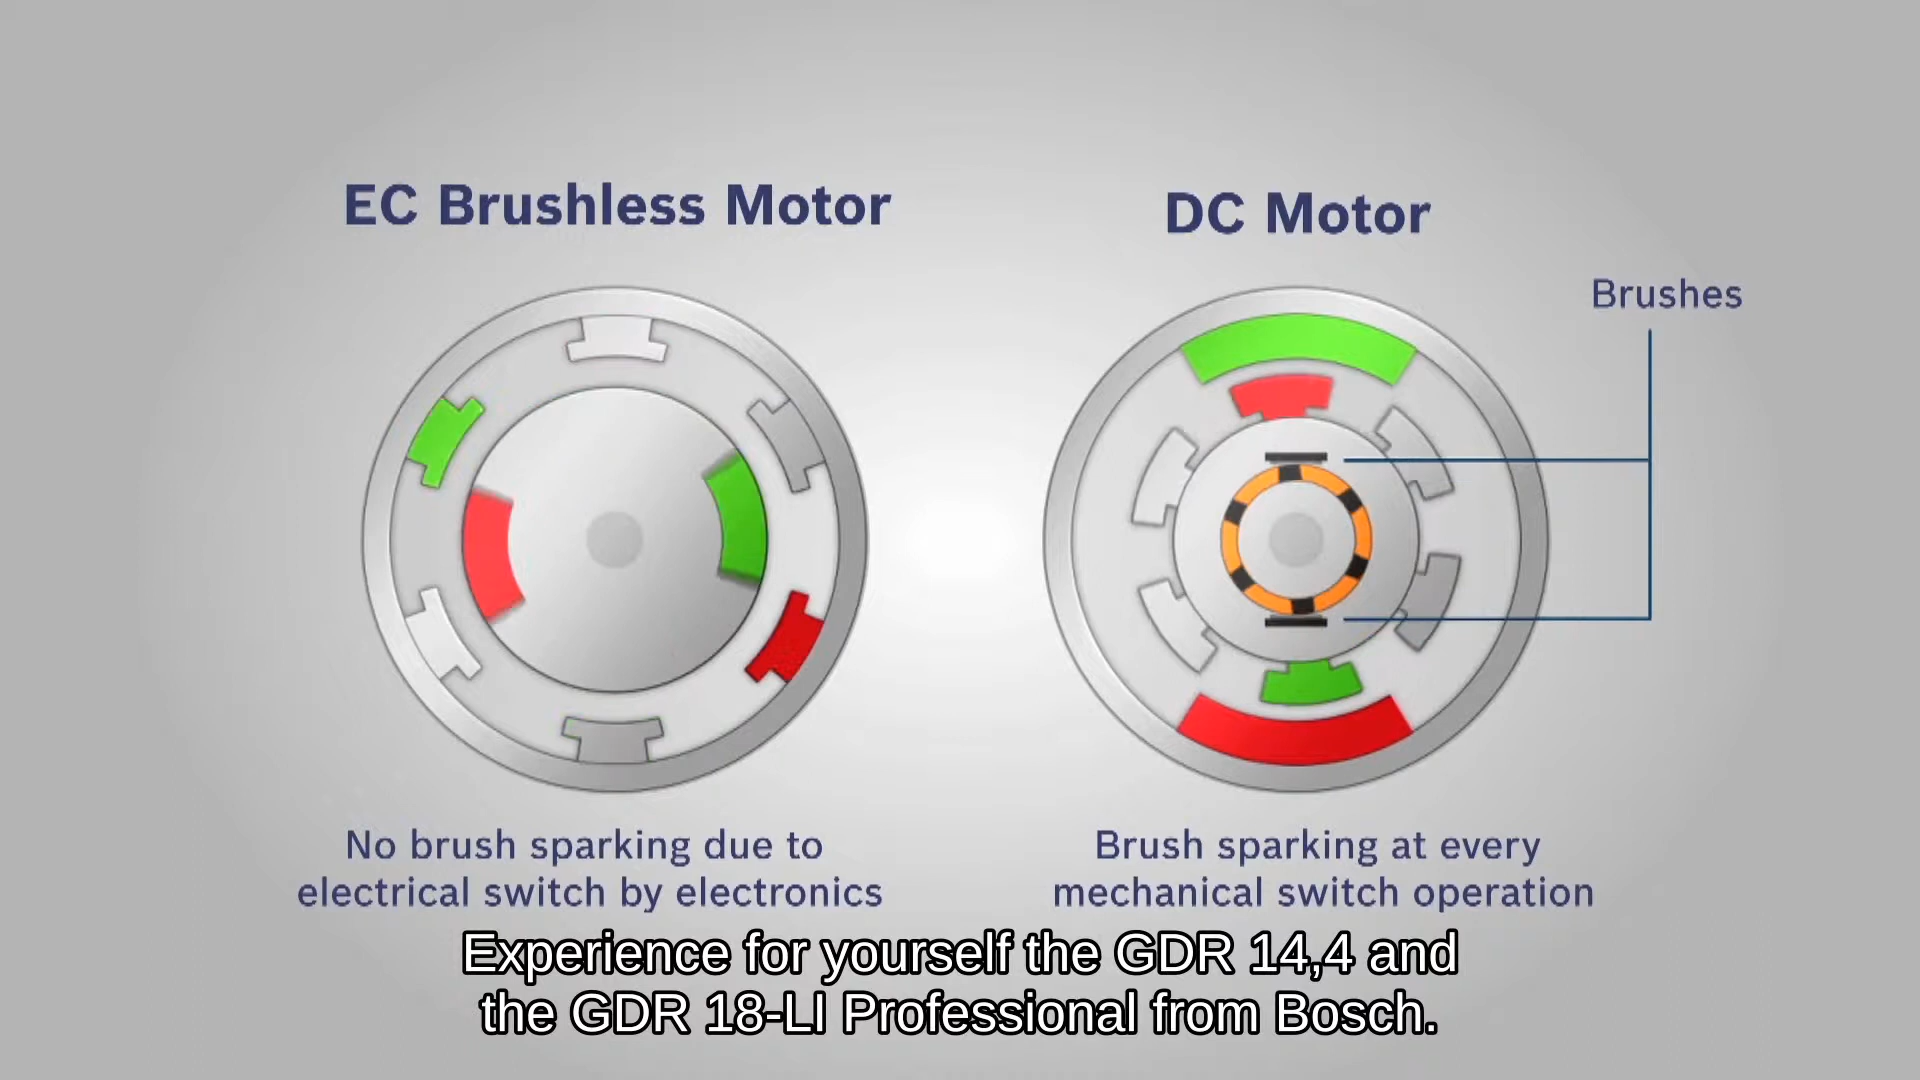 EC Brushless Motor
DC Motor
Brushes
No brush sparking due to
electrical switch by electronics
Brush sparking at every
mechanical switch operation
Experience for yourself the GDR 14,4 and
the GDR 18-LI Professional from Bosch.